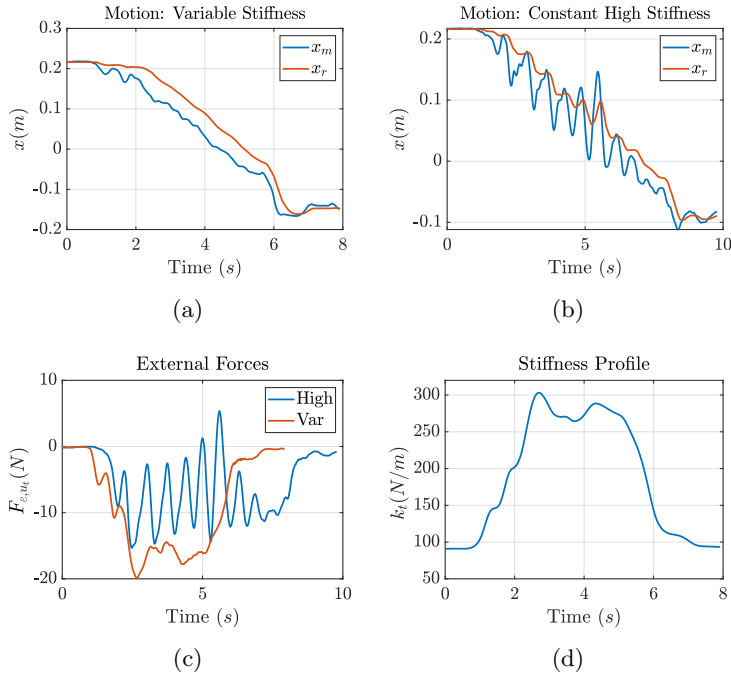 Motion: Variable Stiffness
0.3
0.2
0.1
0
-0.1
-0.2
x(m)
x_m
x_r
0
2
4
6
8
Time (s)
(a)
Motion: Constant High Stiffness
0.2
0.1
0
-0.1
x(m)
x_m
x_r
0
5
10
Time (s)
(b)
External Forces
10
0
-10
-20
F_{e,u_t}(N)
High
Var
0
5
10
Time (s)
(c)
Stiffness Profile
300
250
200
150
100
50
k_t(N/m)
0
2
4
6
8
Time (s)
(d)